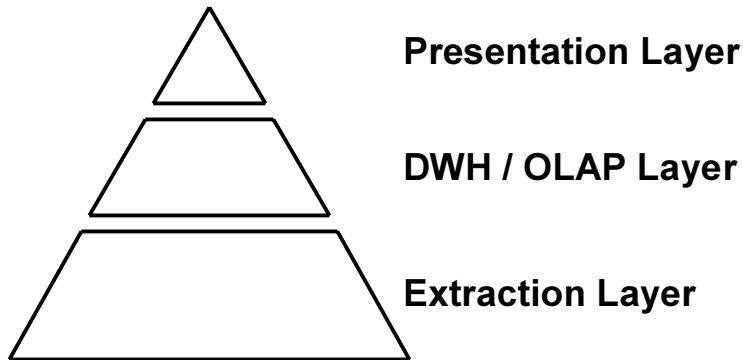 Presentation Layer
DWH / OLAP Layer
Extraction Layer